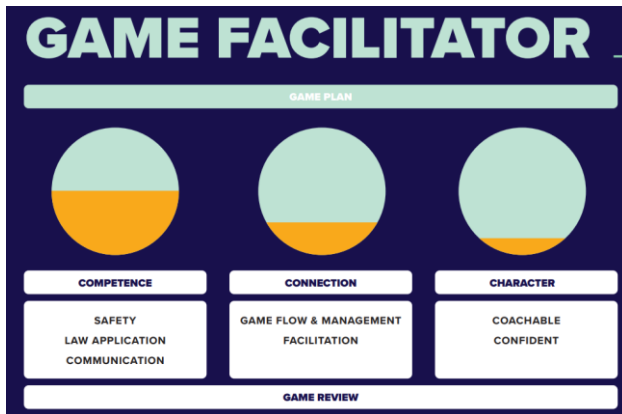 GAME FACILITATOR
GAME PLAN
COMPETENCE
CONNECTION
CHARACTER
SAFETY
LAW APPLICATION
COMMUNICATION
GAME FLOW & MANAGEMENT
FACILITATION
COACHABLE
CONFIDENT
GAME REVIEW